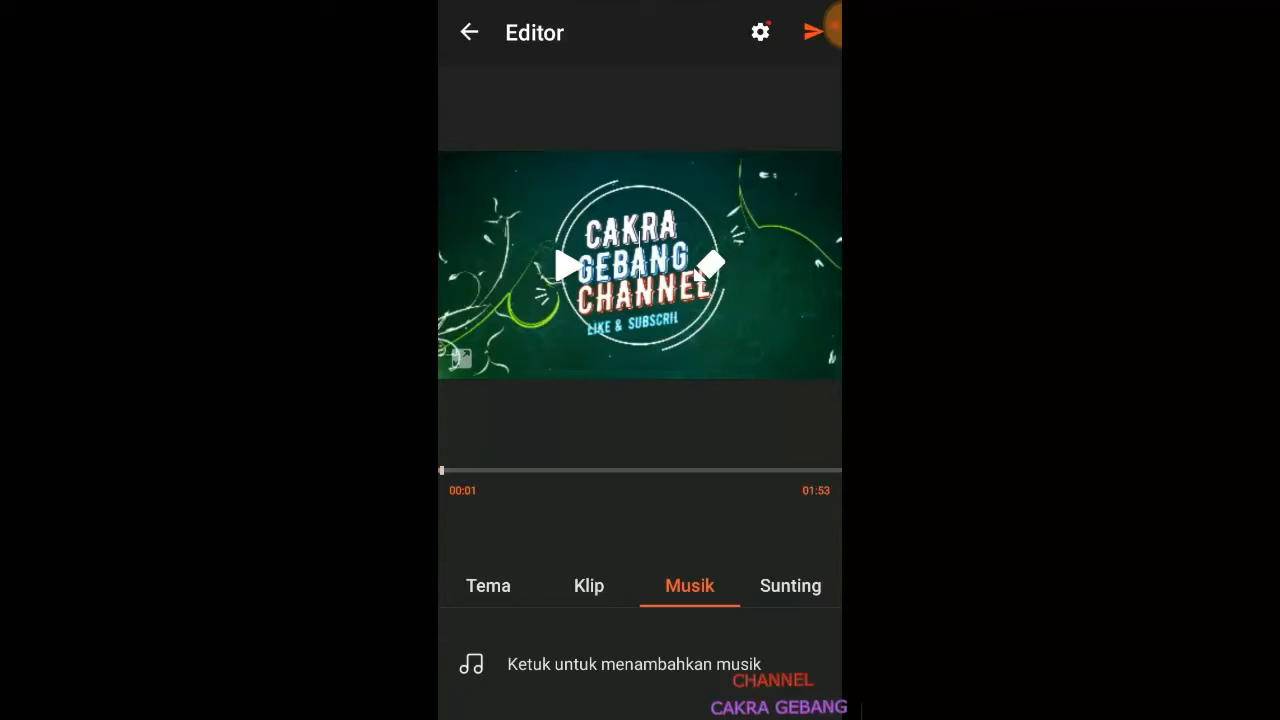 Editor
CAKRA
GEBANG
CHANNEL
LIKE & SUBSCRI
00:01
01:53
Tema
Klip
Musik
Sunting
Ketuk untuk menambahkan musik
CHANNEL
CAKRA GEBANG